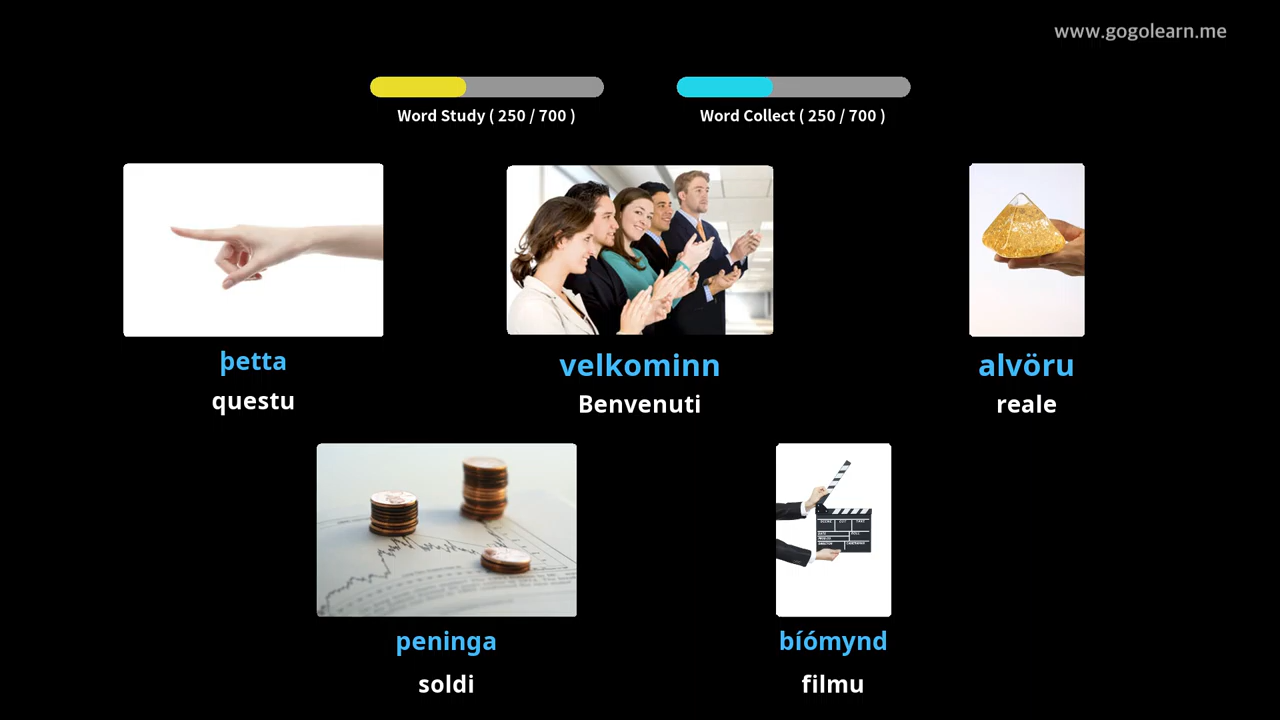 www.gogolearn.me
Word Study ( 250 / 700 )
Word Collect ( 250 / 700 )
þetta
questu
velkominn
Benvenuti
alvöru
reale
peninga
soldi
bíómynd
filmu